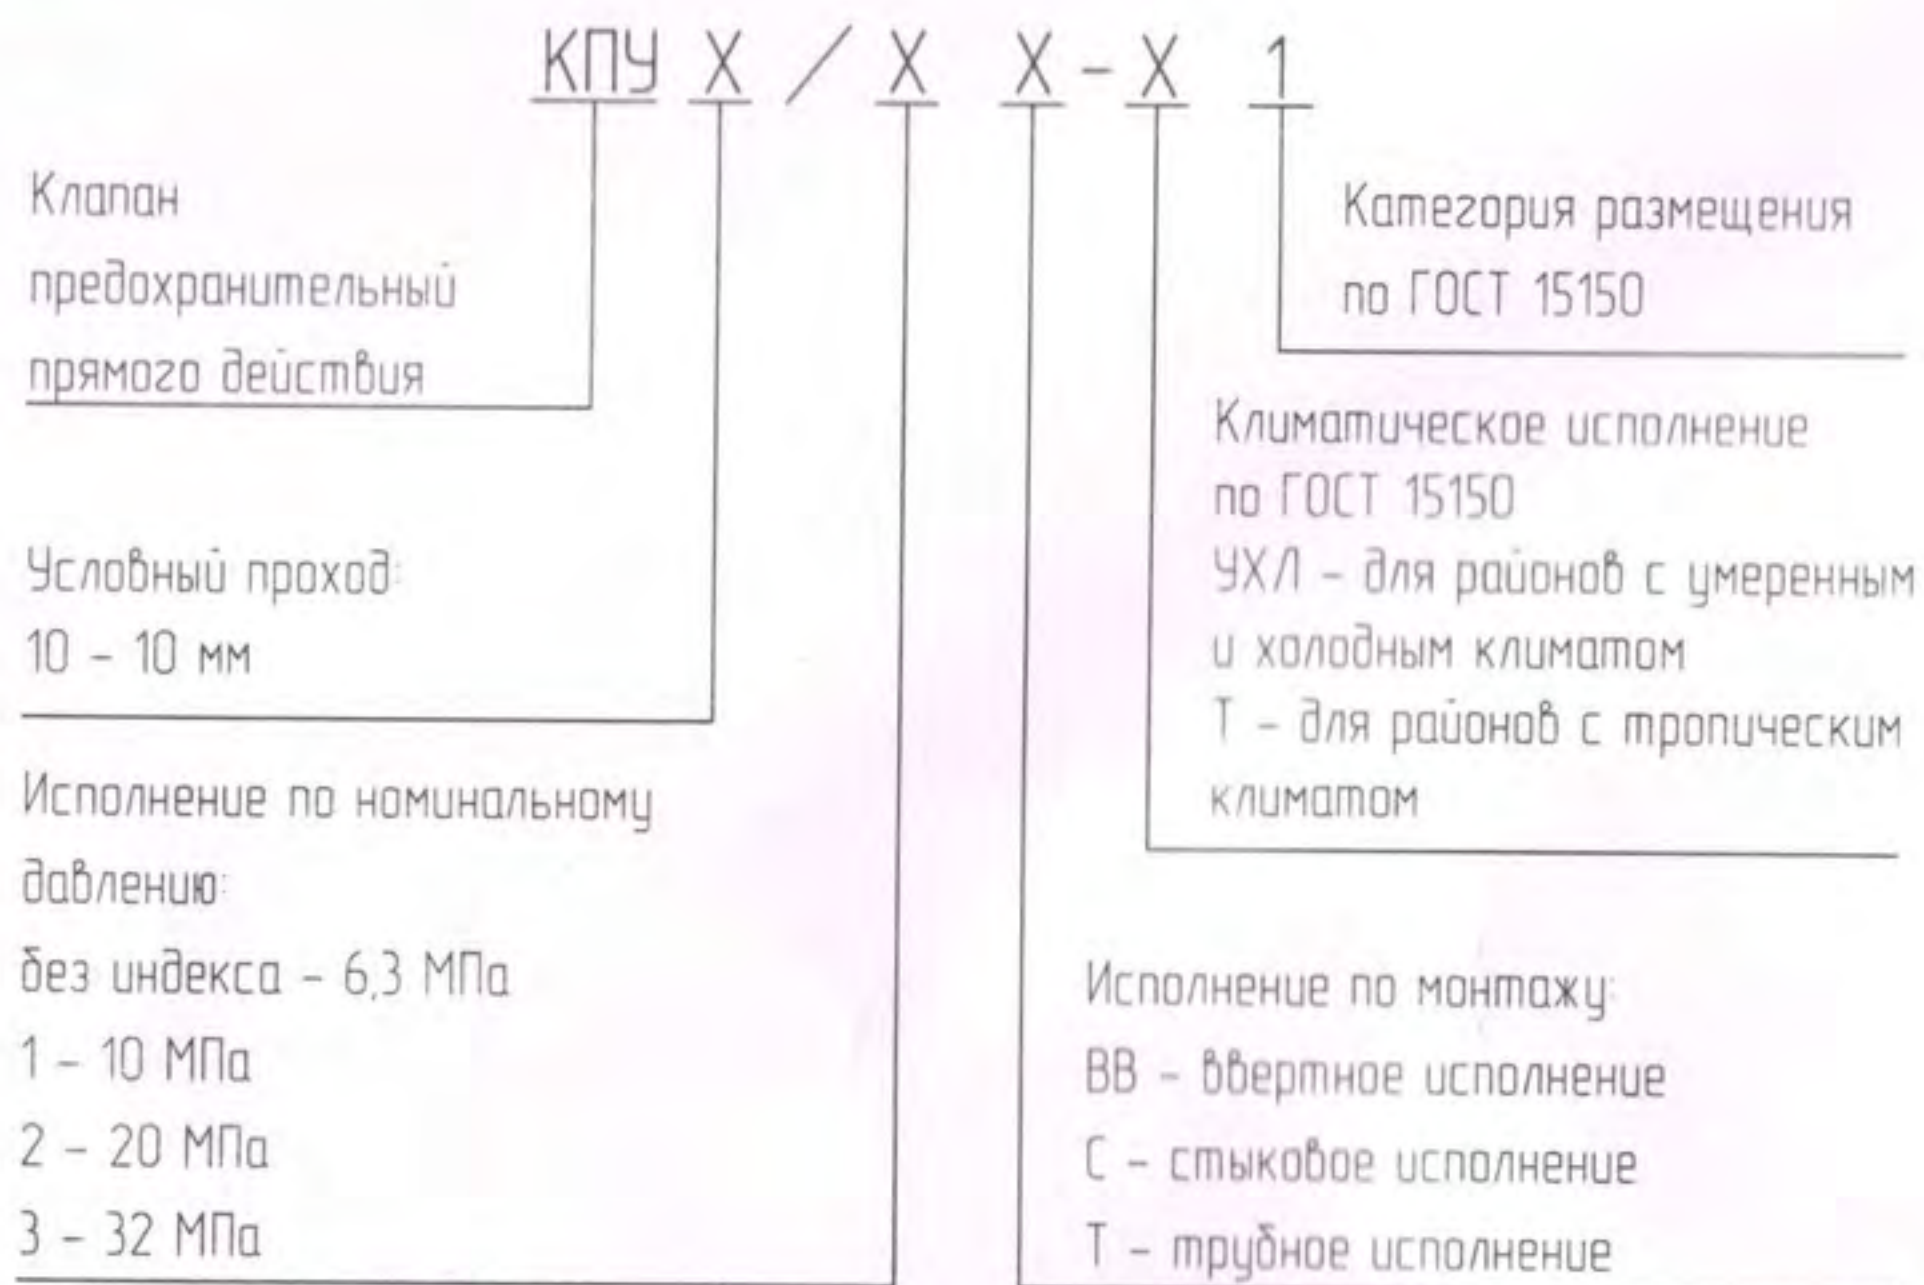 КПУ X / X X - X 1
Клапан
предохранительный
прямого действия
Условный проход:
10 - 10 мм
Исполнение по номинальному
давлению:
без индекса - 6,3 МПа
1 - 10 МПа
2 - 20 МПа
3 - 32 МПа
Категория размещения
по ГОСТ 15150
Климатическое исполнение
по ГОСТ 15150
УХЛ - для районов с умеренным
и холодным климатом
Т - для районов с тропическим
климатом
Исполнение по монтажу:
ВВ - ввертное исполнение
С - стыковое исполнение
Т - трубное исполнение